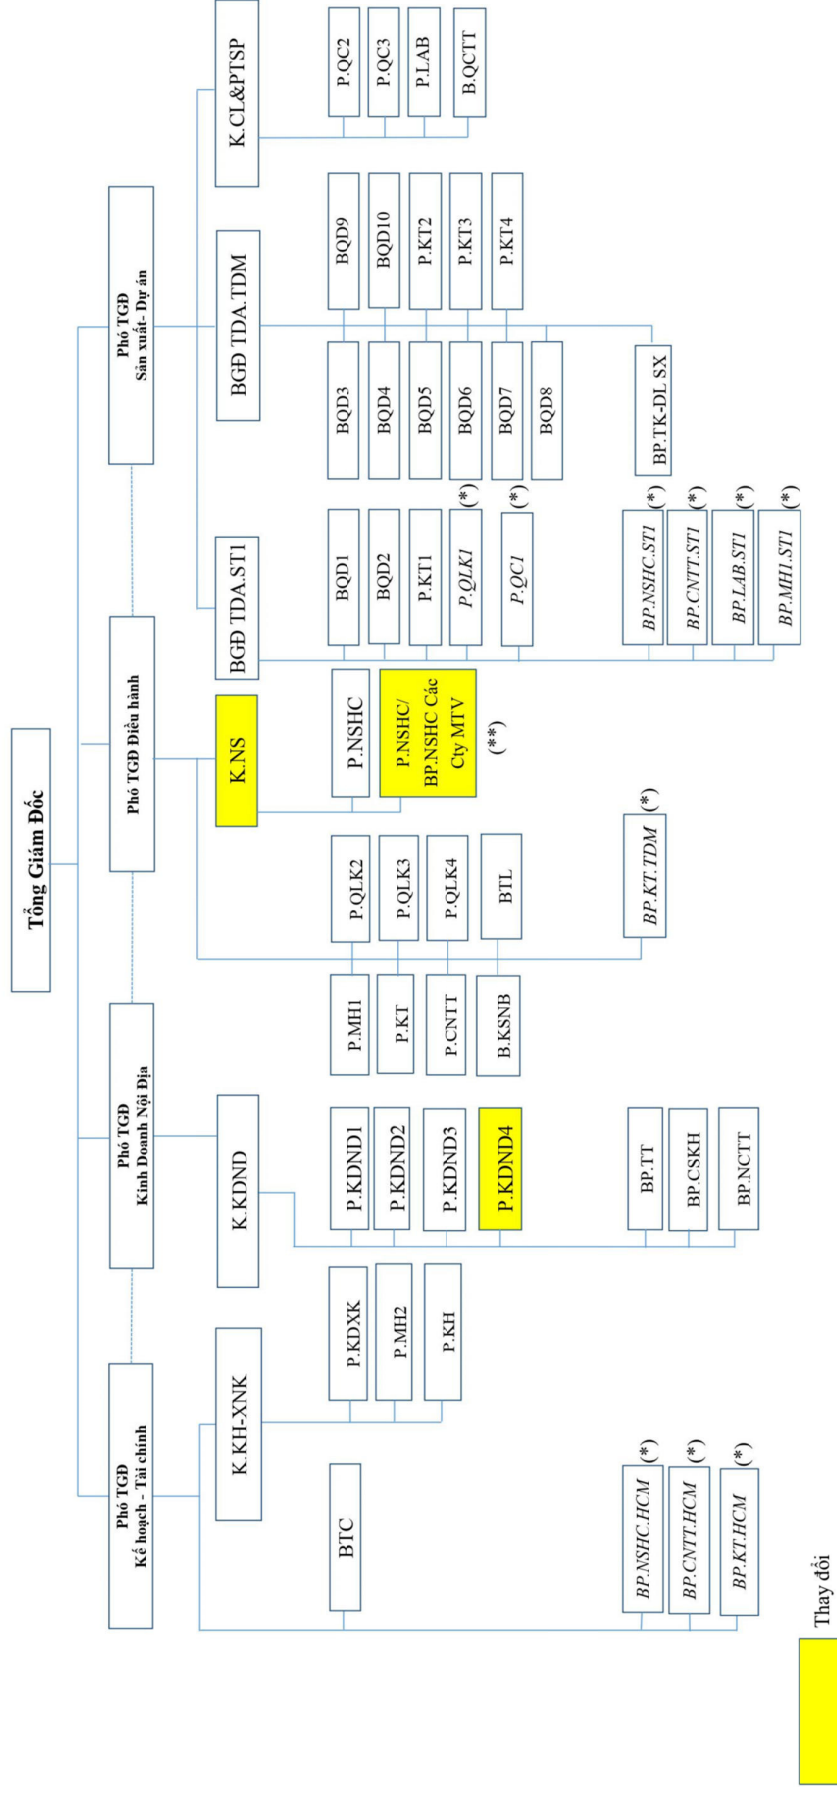 Tổng Giám Đốc
Phó TGĐ
Kế hoạch - Tài chính
Phó TGĐ
Kinh Doanh Nội Địa
Phó TGĐ Điều hành
Phó TGĐ
Sản xuất- Dự án
K.KH-XNK
K.KDND
K.NS
BGĐ TDA.ST1
BGĐ TDA.TDM
K.CL&PTSP
BTC
BP.NSHC.HCM (*)
BP.CNTT.HCM (*)
BP.KT.HCM (*)
P.KDXK
P.MH2
P.KH
P.KDND1
P.KDND2
P.KDND3
P.KDND4
BP.TT
BP.CSKH
BP.NCTT
P.MH1
P.KT
P.CNTT
B.KSNB
P.QLK2
P.QLK3
P.QLK4
BTL
BP.KT.TDM (*)
P.NSHC
P.NSHC/
BP.NSHC Các
Cty MTV
(**)
BQD1
BQD2
P.KT1
P.QLK1 (*)
P.QC1 (*)
BP.NSHC.ST1 (*)
BP.CNTT.ST1 (*)
BP.LAB.ST1 (*)
BP.MH1.ST1 (*)
BQD3
BQD4
BQD5
BQD6
BQD7
BQD8
BQD9
BQD10
P.KT2
P.KT3
P.KT4
BP.TK-DL SX
P.QC2
P.QC3
P.LAB
B.QCTT
Thay đổi